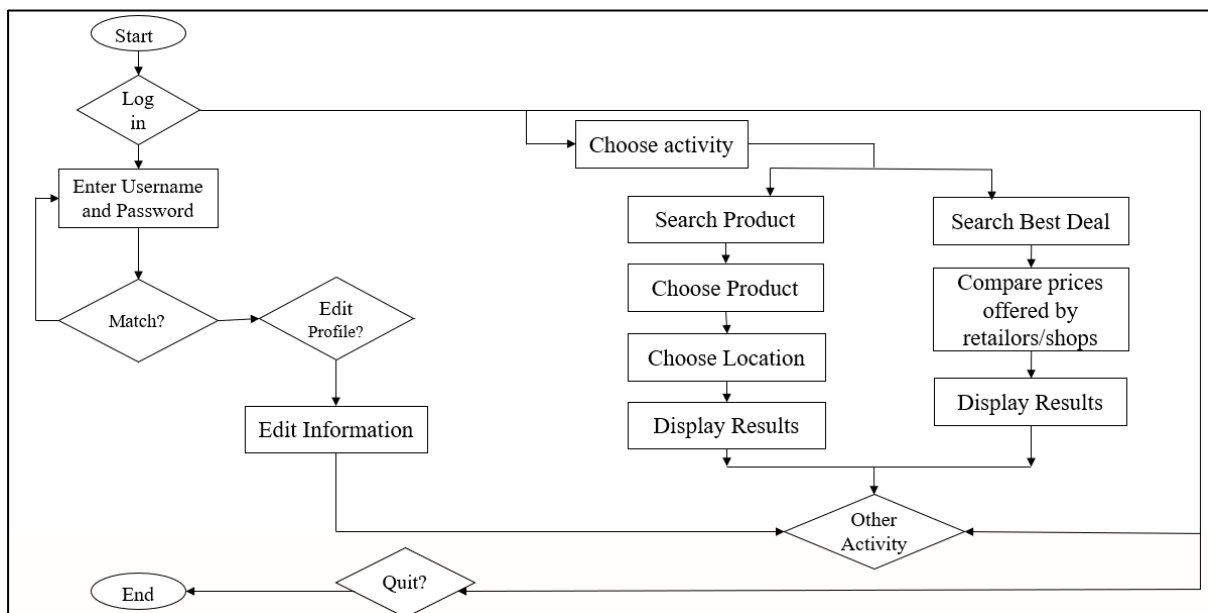 Start
Log
in
Enter Username
and Password
Match?
Edit
Profile?
Edit Information
Choose activity
Search Product
Choose Product
Choose Location
Display Results
Search Best Deal
Compare prices
offered by
retailors/shops
Display Results
Other
Activity
Quit?
End